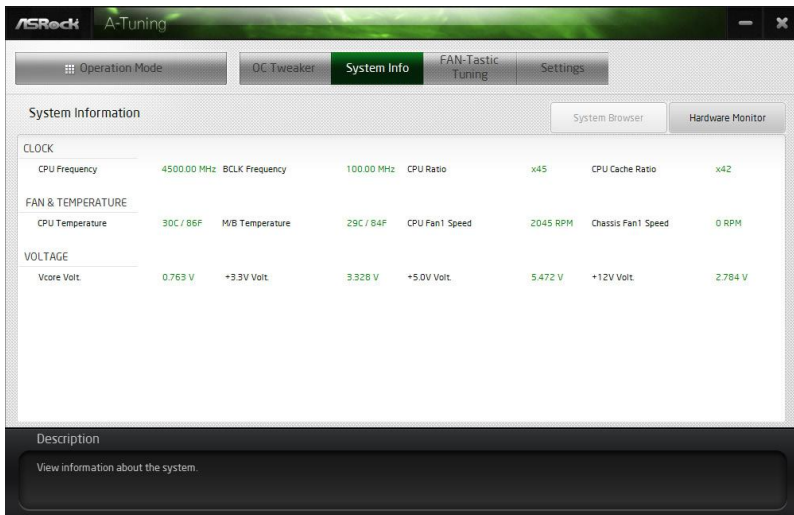 ASRock A-Tuning
Operation Mode OC Tweaker System Info FAN-Tastic Tuning Settings
System Information System Browser Hardware Monitor
CLOCK
CPU Frequency 4500.00 MHz BCLK Frequency 100.00 MHz CPU Ratio x45 CPU Cache Ratio x42
FAN & TEMPERATURE
CPU Temperature 30C / 86F M/B Temperature 29C / 84F CPU Fan1 Speed 2045 RPM Chassis Fan1 Speed 0 RPM
VOLTAGE
Vcore Volt. 0.763 V +3.3V Volt. 3.328 V +5.0V Volt. 5.472 V +12V Volt. 2.784 V
Description
View information about the system.